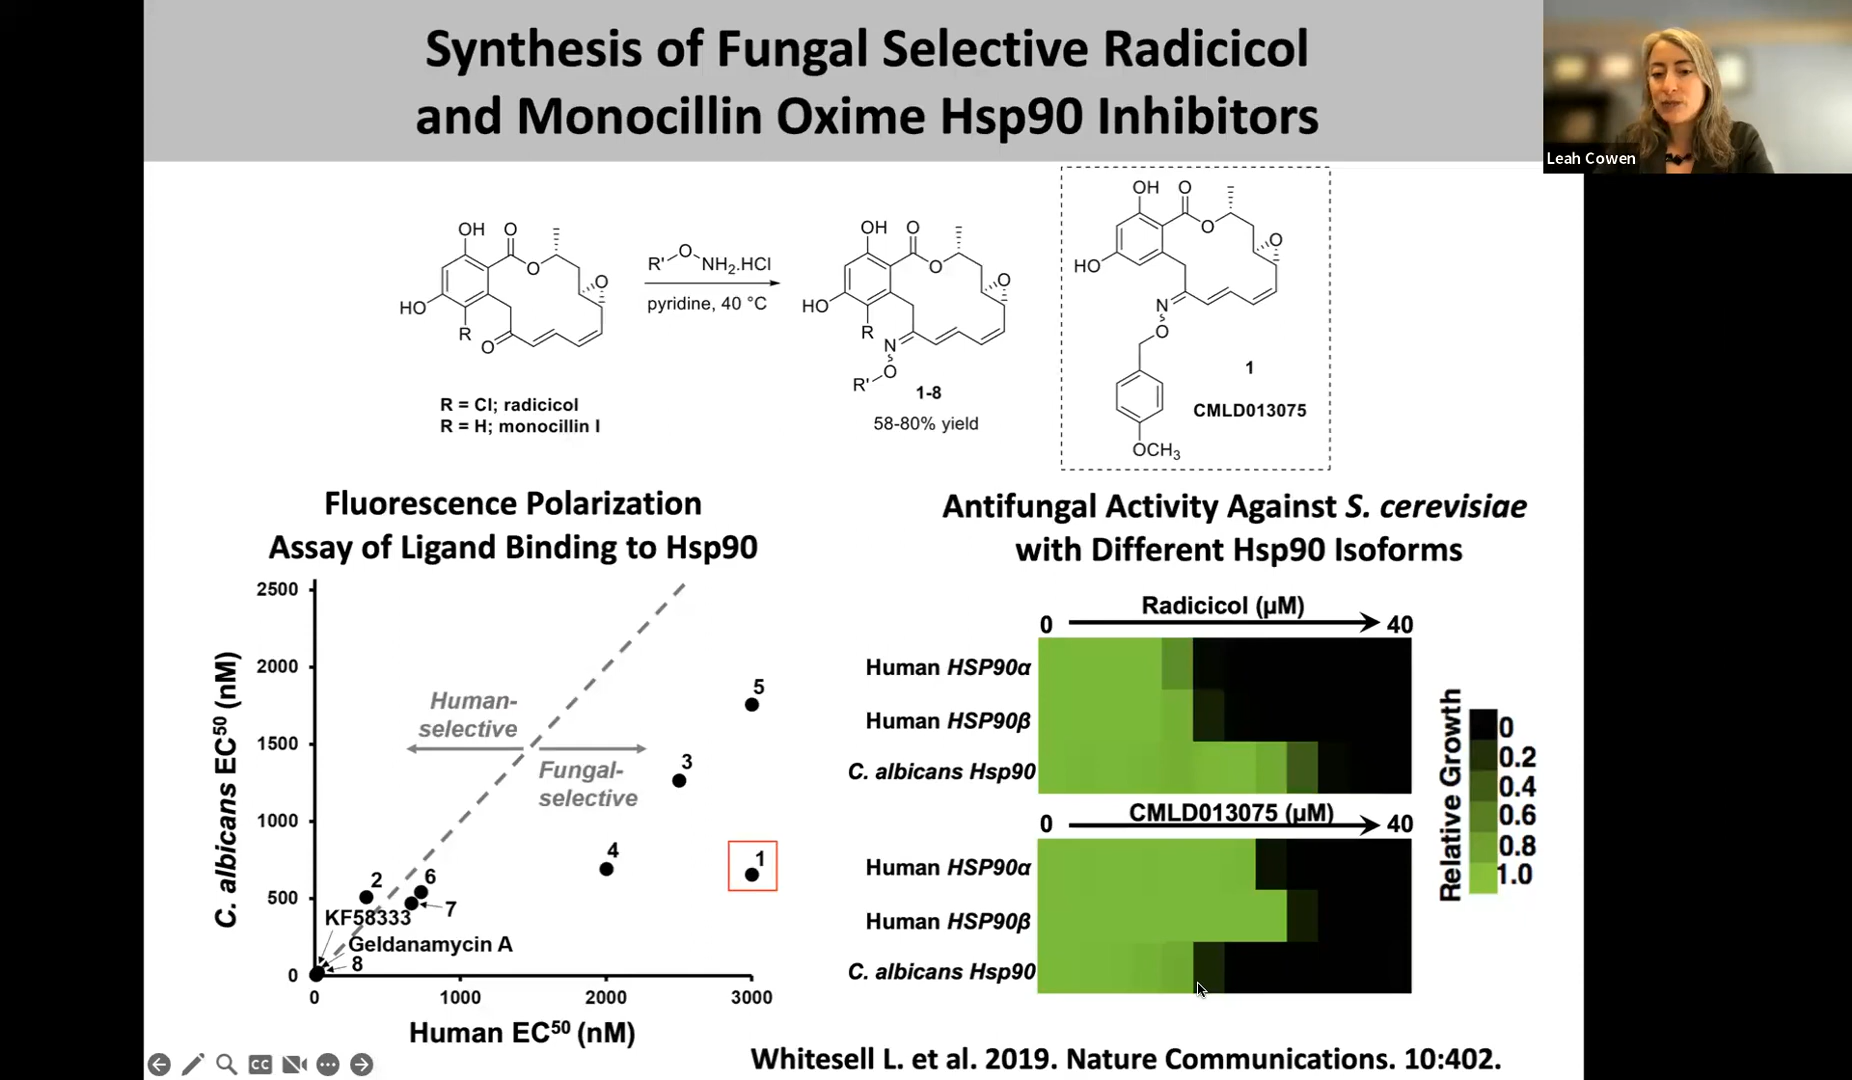 Synthesis of Fungal Selective Radicicol
and Monocillin Oxime Hsp90 Inhibitors
Leah Cowen
OH O
O
O
HO
R
O
R' O NH2.HCl
pyridine, 40 °C
R = Cl; radicicol
R = H; monocillin I
OH O
O
O
HO
R
N
R' O
1-8
58-80% yield
OH O
O
O
HO
N
O
1
CMLD013075
OCH3
Fluorescence Polarization
Assay of Ligand Binding to Hsp90
C. albicans EC50 (nM)
2500
2000
1500
1000
500
0
0 1000 2000 3000
Human EC50 (nM)
Human-
selective
Fungal-
selective
5
3
4
1
2
6
7
KF58333
Geldanamycin A
8
Antifungal Activity Against S. cerevisiae
with Different Hsp90 Isoforms
Radicicol (µM)
0 40
Human HSP90α
Human HSP90β
C. albicans Hsp90
CMLD013075 (µM)
0 40
Human HSP90α
Human HSP90β
C. albicans Hsp90
Relative Growth
0
0.2
0.4
0.6
0.8
1.0
Whitesell L. et al. 2019. Nature Communications. 10:402.
CC